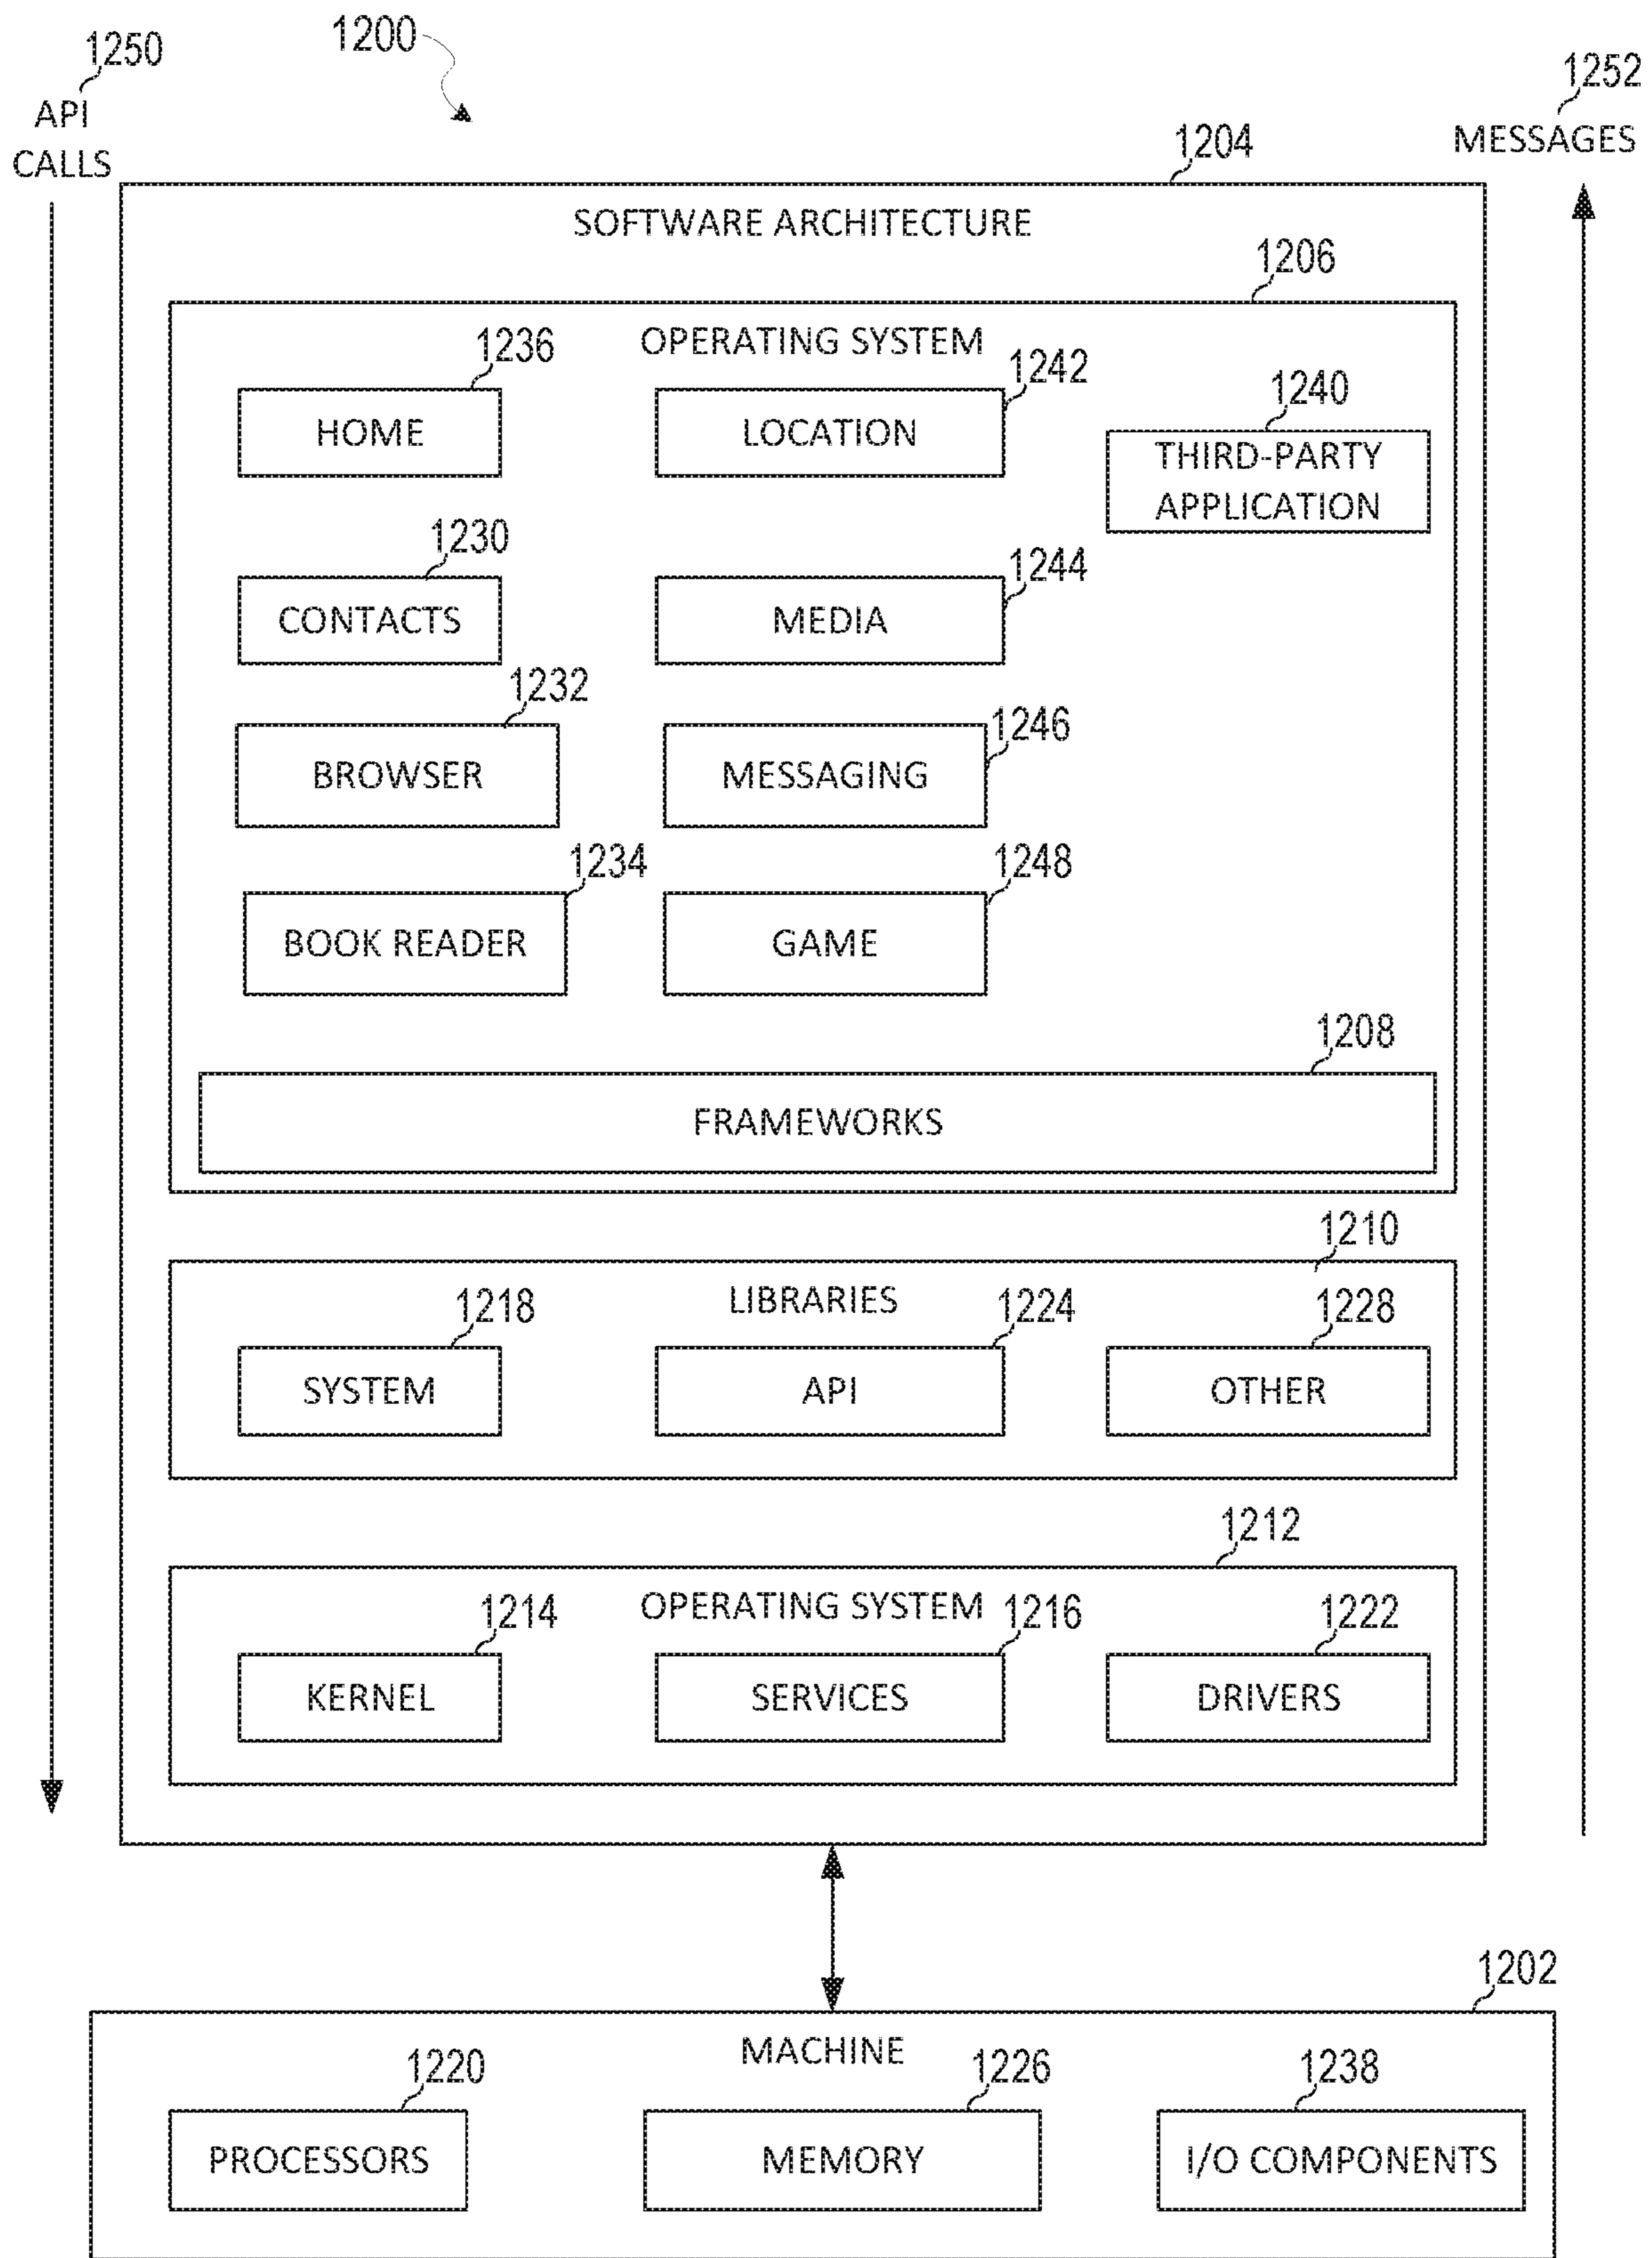 1200
1250
1252
API
CALLS
MESSAGES
1204
SOFTWARE ARCHITECTURE
1206
OPERATING SYSTEM
1236
HOME
1242
LOCATION
1240
THIRD-PARTY
APPLICATION
1230
CONTACTS
1244
MEDIA
1232
BROWSER
1246
MESSAGING
1234
BOOK READER
1248
GAME
1208
FRAMEWORKS
1210
LIBRARIES
1218
SYSTEM
1224
API
1228
OTHER
1212
OPERATING SYSTEM
1214
KERNEL
1216
SERVICES
1222
DRIVERS
1202
MACHINE
1220
PROCESSORS
1226
MEMORY
1238
I/O COMPONENTS